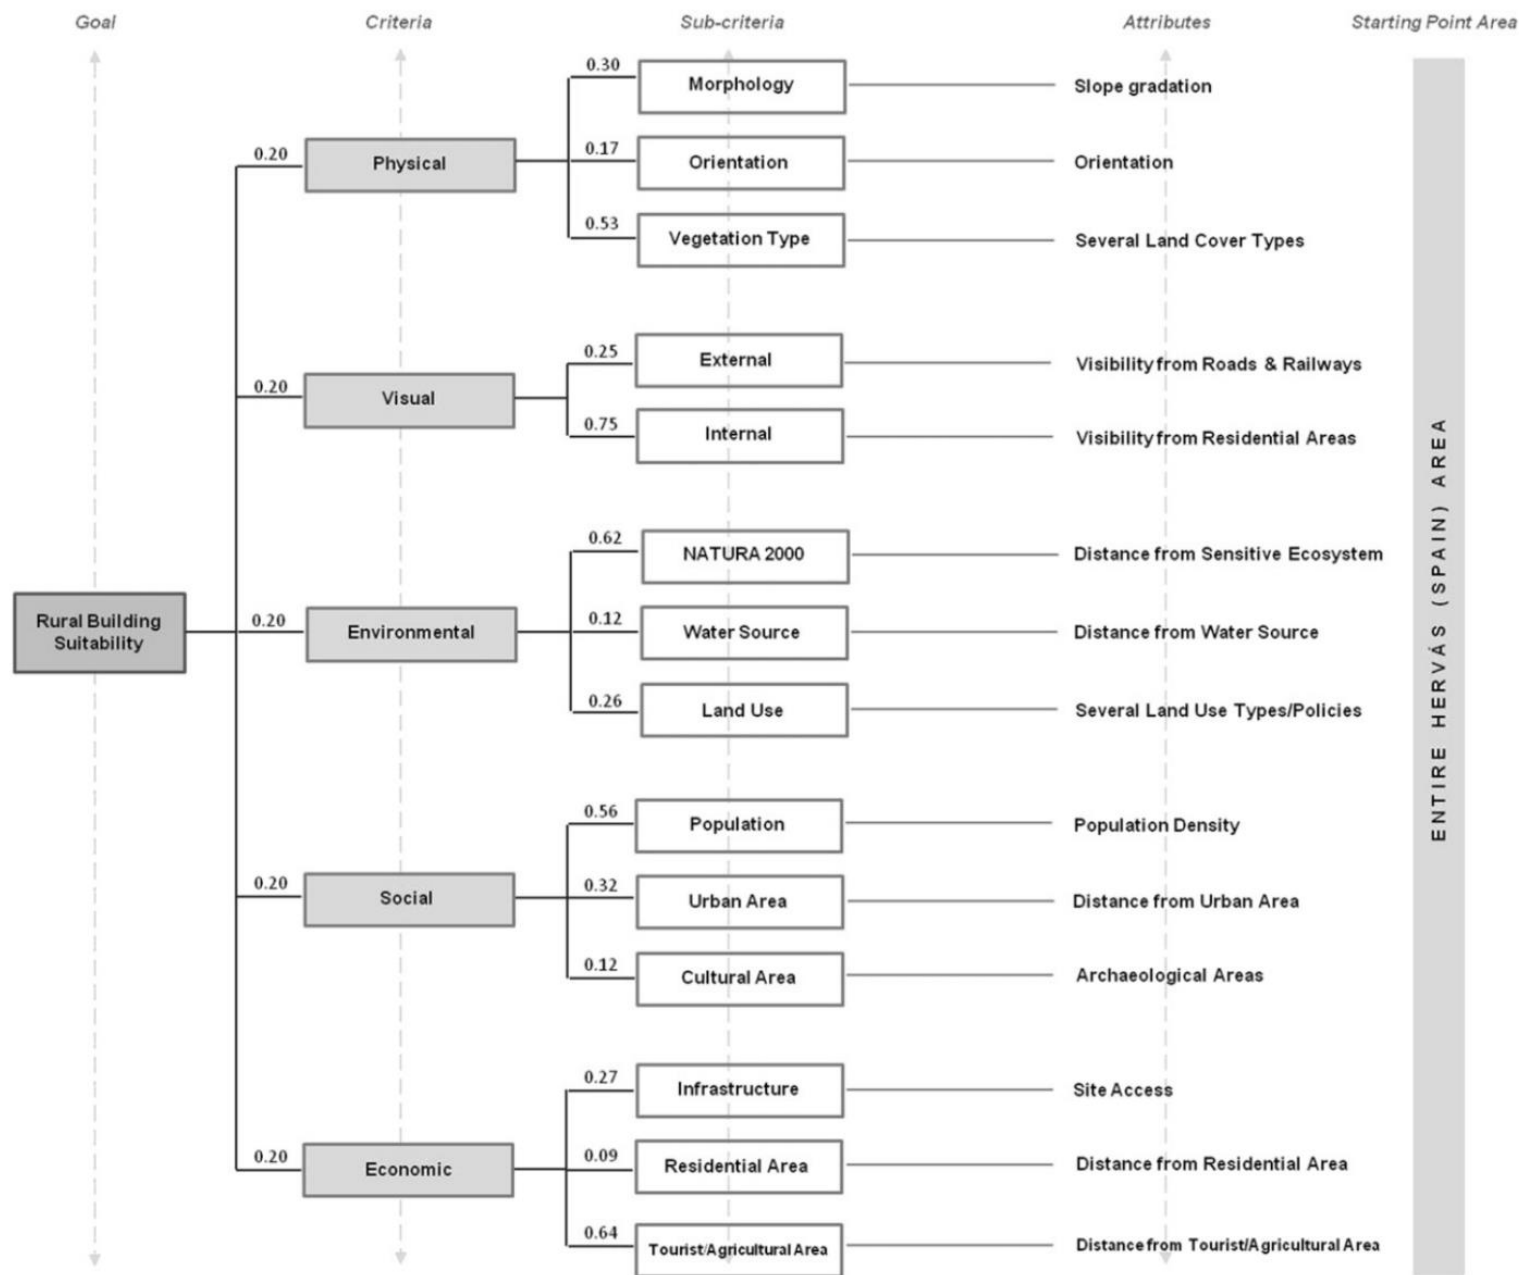 Goal Criteria Sub-criteria Attributes Starting Point Area
0.30 Morphology Slope gradation
0.20 Physical 0.17 Orientation Orientation
0.53 Vegetation Type Several Land Cover Types
0.25 External Visibility from Roads & Railways
0.20 Visual
0.75 Internal Visibility from Residential Areas
0.62 NATURA 2000 Distance from Sensitive Ecosystem
Rural Building
Suitability
0.20 Environmental 0.12 Water Source Distance from Water Source
0.26 Land Use Several Land Use Types/Policies
0.56 Population Population Density
0.20 Social 0.32 Urban Area Distance from Urban Area
0.12 Cultural Area Archaeological Areas
0.27 Infrastructure Site Access
0.20 Economic 0.09 Residential Area Distance from Residential Area
0.64 Tourist/Agricultural Area Distance from Tourist/Agricultural Area
ENTIRE HERVÁS (SPAIN) AREA